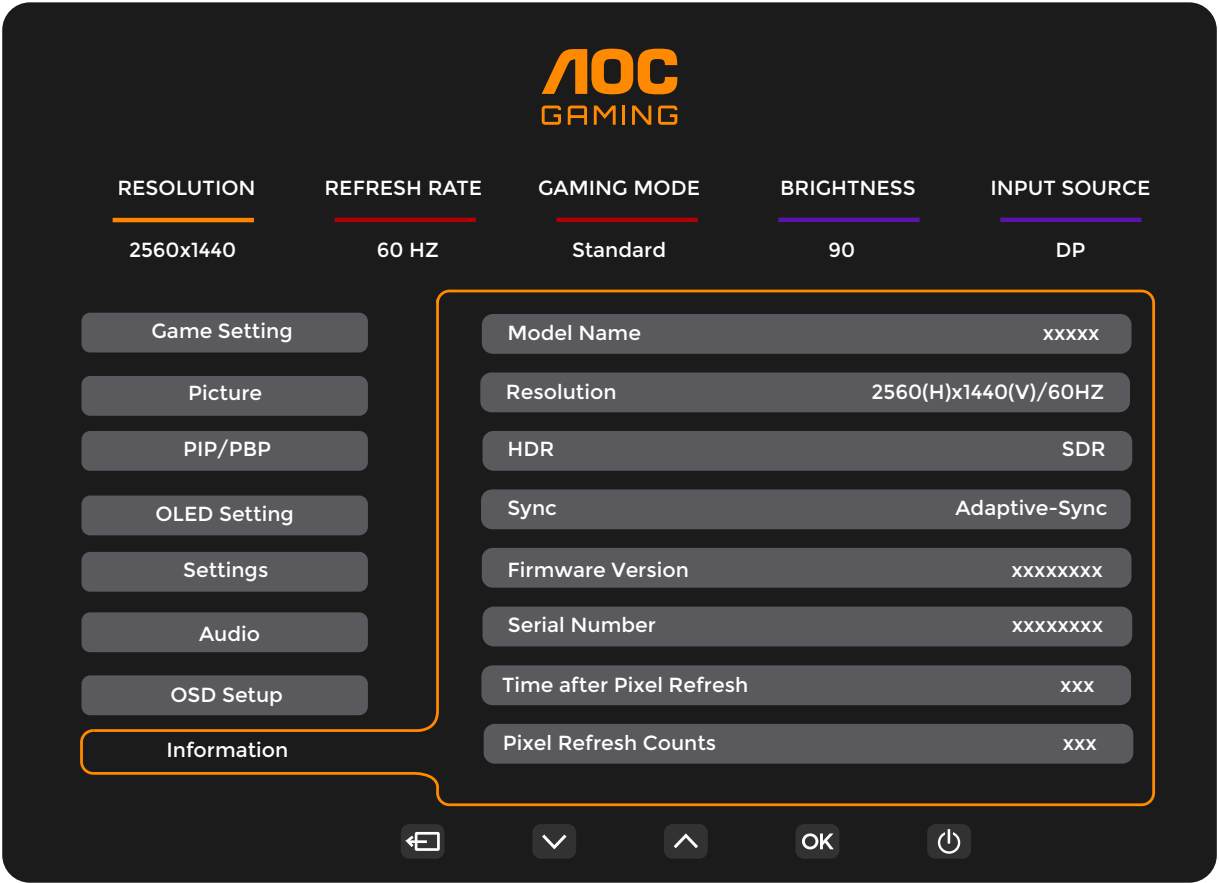 AOC
GAMING
RESOLUTION REFRESH RATE GAMING MODE BRIGHTNESS INPUT SOURCE
2560x1440 60 HZ Standard 90 DP
Game Setting
Picture
PIP/PBP
OLED Setting
Settings
Audio
OSD Setup
Information
Model Name xxxxx
Resolution 2560(H)x1440(V)/60HZ
HDR SDR
Sync Adaptive-Sync
Firmware Version xxxxxxxx
Serial Number xxxxxxxx
Time after Pixel Refresh xxx
Pixel Refresh Counts xxx
OK